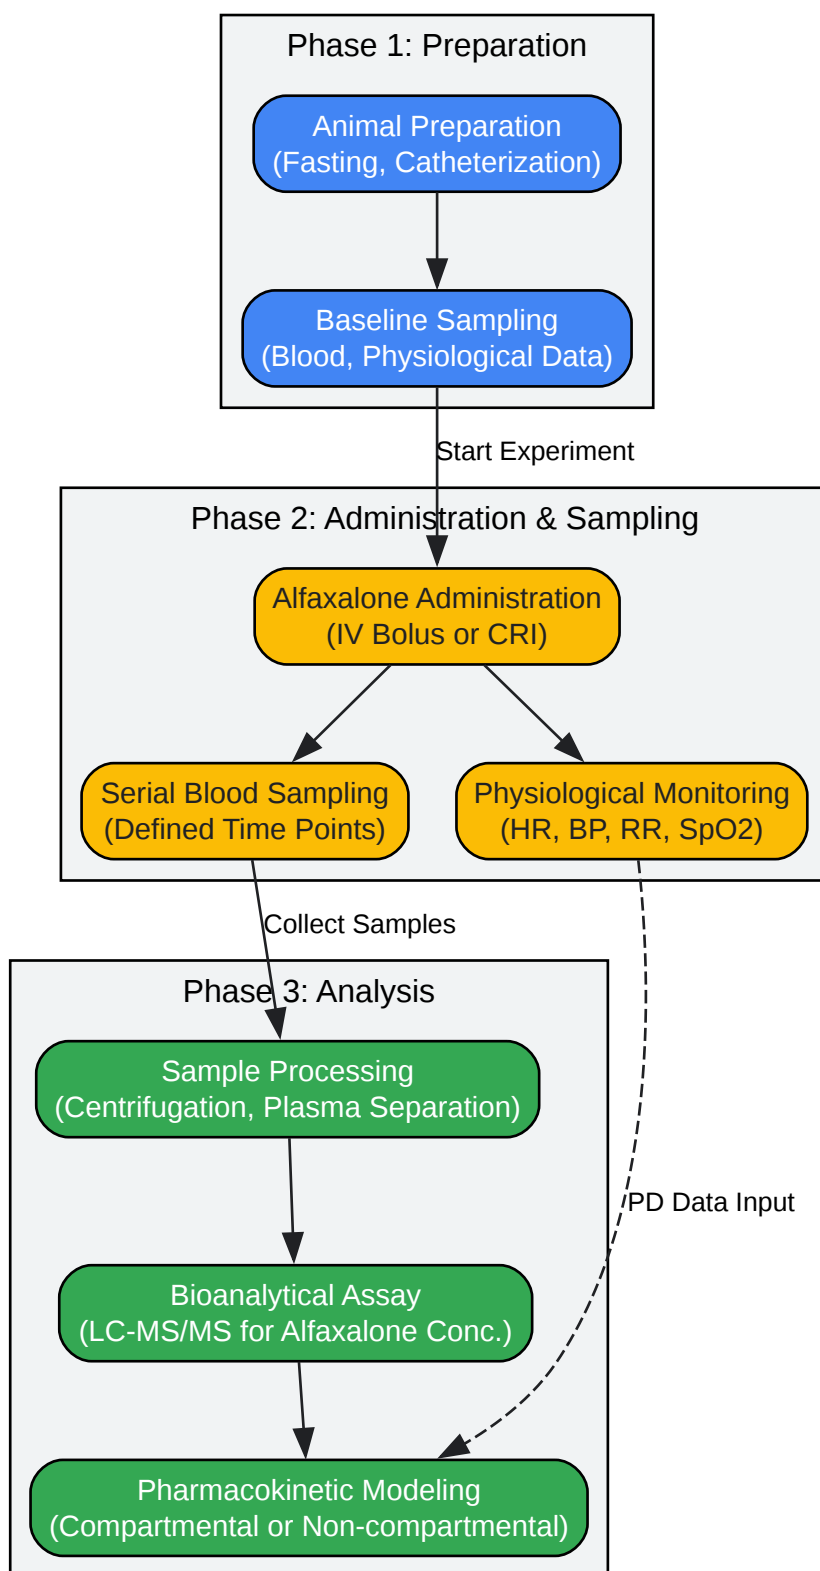 Phase 1: Preparation
Animal Preparation
(Fasting, Catheterization)
Baseline Sampling
(Blood, Physiological Data)
Start Experiment
Phase 2: Administration & Sampling
Alfaxalone Administration
(IV Bolus or CRI)
Serial Blood Sampling
(Defined Time Points)
Physiological Monitoring
(HR, BP, RR, SpO2)
Collect Samples
Phase 3: Analysis
Sample Processing
(Centrifugation, Plasma Separation)
PD Data Input
Bioanalytical Assay
(LC-MS/MS for Alfaxalone Conc.)
Pharmacokinetic Modeling
(Compartmental or Non-compartmental)